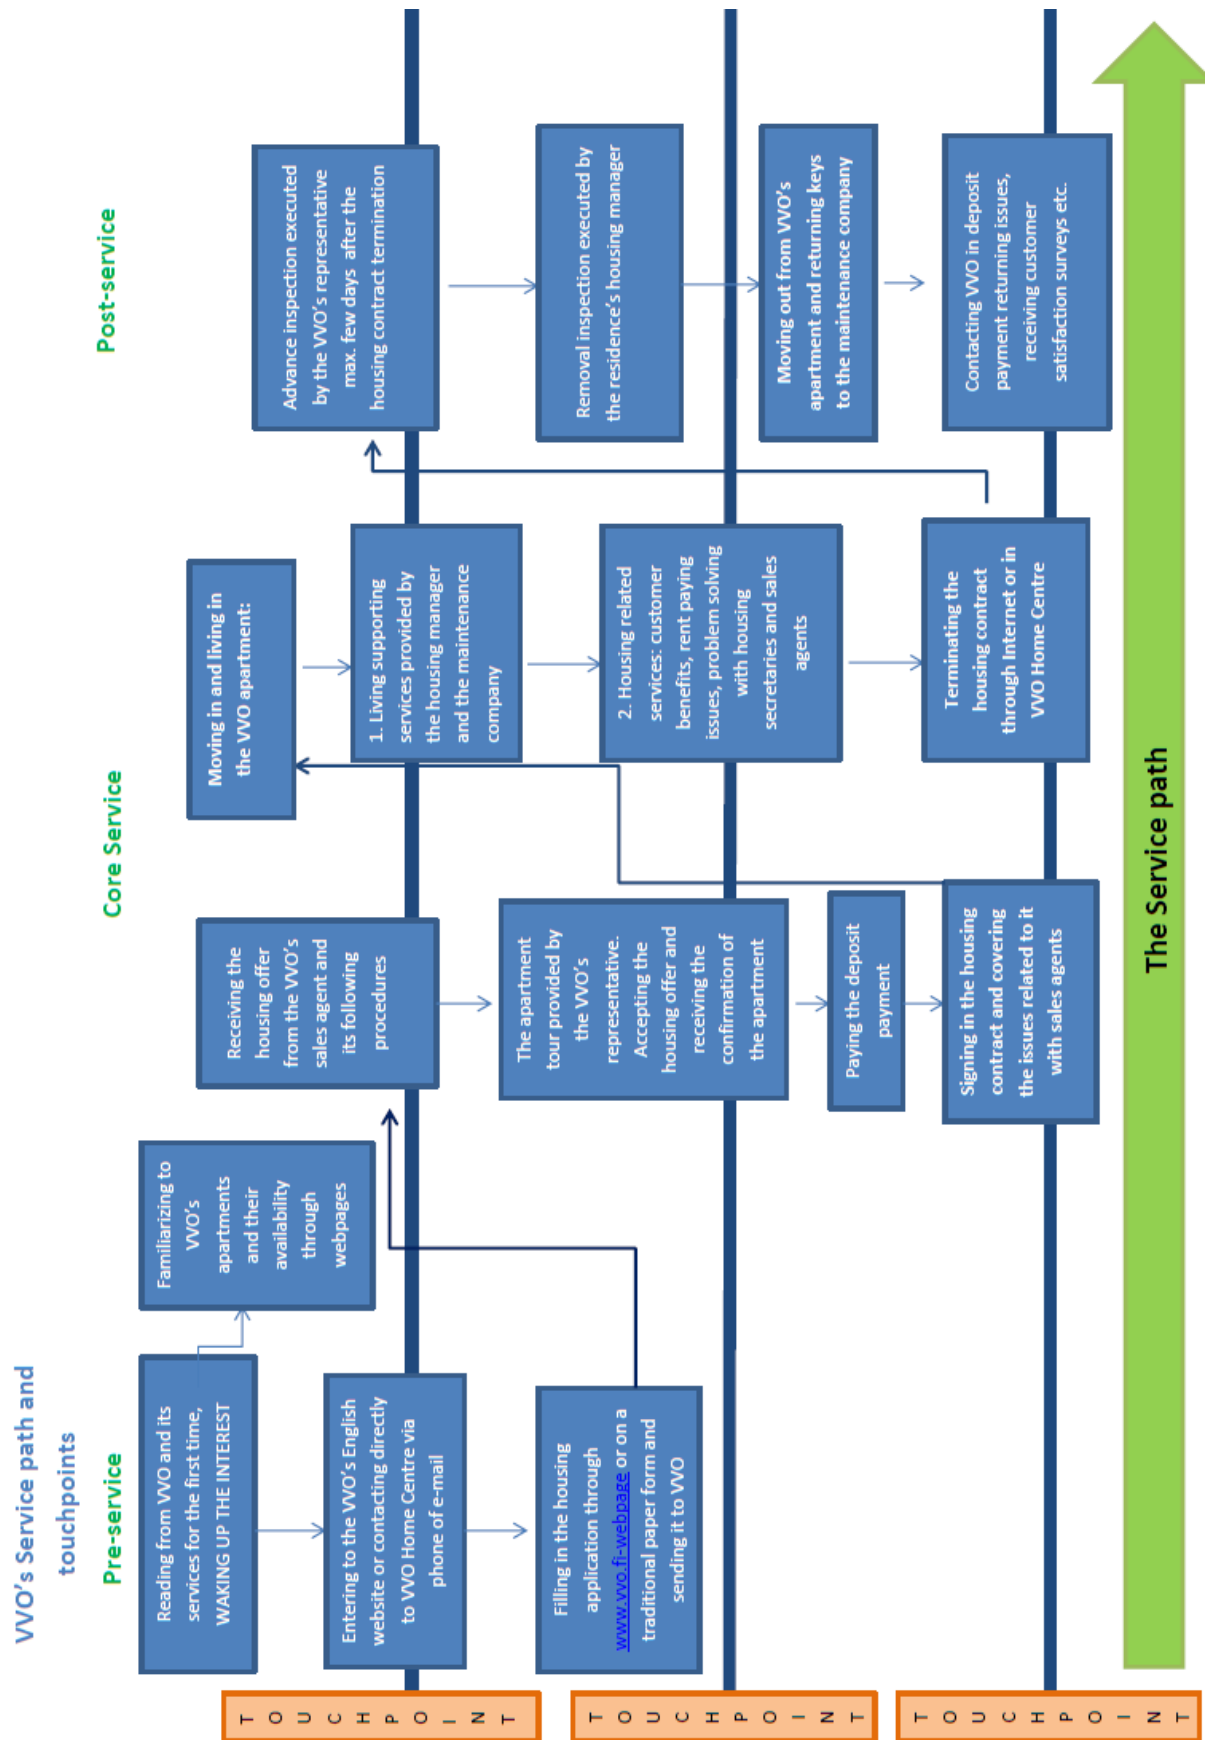 VVO's Service path and
touchpoints
Pre-service
Core Service
Post-service
Reading from VVO and its
services for the first time,
WAKING UP THE INTEREST
Familiarizing to
VVO's
apartments
and their
availability
through
webpages
Entering to the VVO's English
website or contacting directly
to VVO Home Centre via
phone of e-mail
Filling in the housing
application through
www.vvo.fi-webpage or on a
traditional paper form and
sending it to VVO
Receiving the
housing offer
from the VVO's
sales agent and
its following
procedures
The apartment
tour provided by
the VVO's
representative.
Accepting the
housing offer and
receiving the
confirmation of
the apartment
Paying the deposit
payment
Signing in the housing
contract and covering
the issues related to it
with sales agents
Moving in and living in
the VVO apartment:
1. Living supporting
services provided by
the housing manager
and the maintenance
company
2. Housing related
services: customer
benefits, rent paying
issues, problem solving
with housing
secretaries and sales
agents
Terminating the
housing contract
through Internet or in
VVO Home Centre
Advance inspection executed
by the VVO's representative
max. few days after the
housing contract termination
Removal inspection executed by
the residence's housing manager
Moving out from VVO's
apartment and returning keys
to the maintenance company
Contacting VVO in deposit
payment returning issues,
receiving customer
satisfaction surveys etc.
T
O
U
C
H
P
O
I
N
T
T
O
U
C
H
P
O
I
N
T
T
O
U
C
H
P
O
I
N
T
The Service path